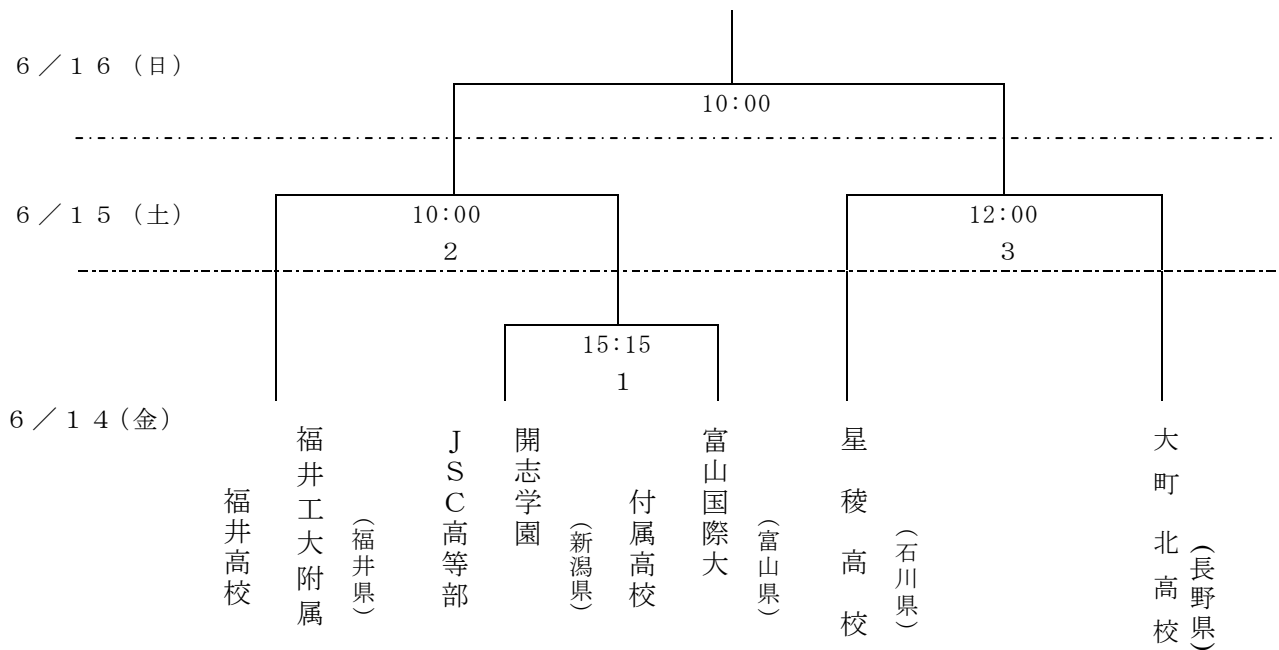 6／16（日）
10:00
6／15（土）
10:00
2
12:00
3
15:15
1
6／14(金)
福井工大附属
福井高校
（福井県）
開志学園
JSC高等部
（新潟県）
富山国際大
付属高校
（富山県）
星稜高校
（石川県）
大町北高校
（長野県）